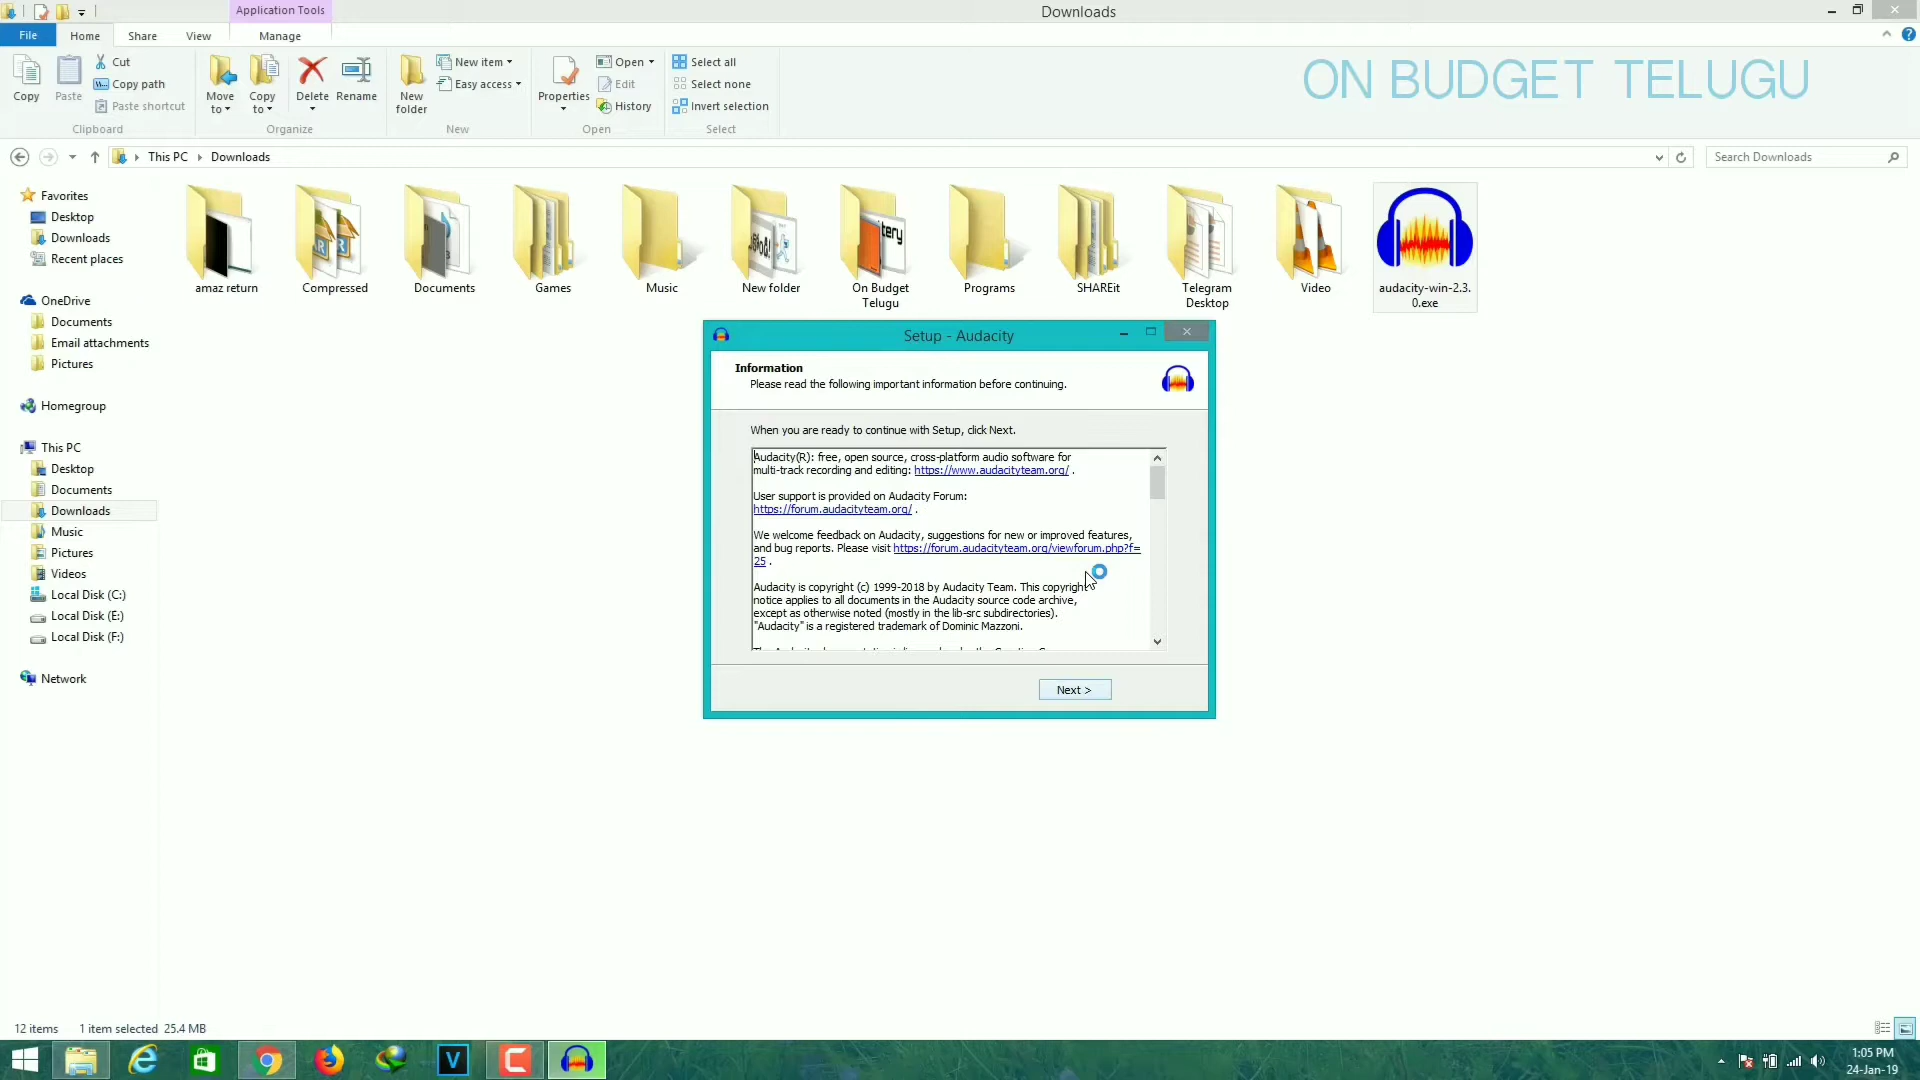 Application Tools
Downloads
File
Home
Share
View
Manage
Copy
Paste
Cut
Copy path
Paste shortcut
Clipboard
Move to
Copy to
Delete
Rename
Organize
New folder
New item
Easy access
New
Properties
Open
Edit
History
Open
Select all
Select none
Invert selection
Select
ON BUDGET TELUGU
This PC
Downloads
Search Downloads
Favorites
Desktop
Downloads
Recent places
OneDrive
Documents
Email attachments
Pictures
Homegroup
This PC
Desktop
Documents
Downloads
Music
Pictures
Videos
Local Disk (C:)
Local Disk (E:)
Local Disk (F:)
Network
amaz return
Compressed
Documents
Games
Music
New folder
On Budget
Telugu
Programs
SHAREit
Telegram
Desktop
Video
audacity-win-2.3.
0.exe
Setup - Audacity
Information
Please read the following important information before continuing.
When you are ready to continue with Setup, click Next.
Audacity(R): free, open source, cross-platform audio software for
multi-track recording and editing: https://www.audacityteam.org/ .
User support is provided on Audacity Forum:
https://forum.audacityteam.org/ .
We welcome feedback on Audacity, suggestions for new or improved features,
and bug reports. Please visit https://forum.audacityteam.org/viewforum.php?f=
25 .
Audacity is copyright (c) 1999-2018 by Audacity Team. This copyright
notice applies to all documents in the Audacity source code archive,
except as otherwise noted (mostly in the lib-src subdirectories).
"Audacity" is a registered trademark of Dominic Mazzoni.
Next >
12 items
1 item selected 25.4 MB
1:05 PM
24-Jan-19